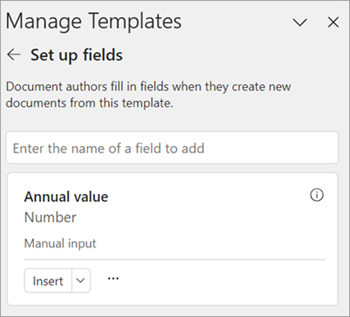 Manage Templates
Set up fields
Document authors fill in fields when they create new
documents from this template.
Enter the name of a field to add
Annual value
Number
Manual input
Insert